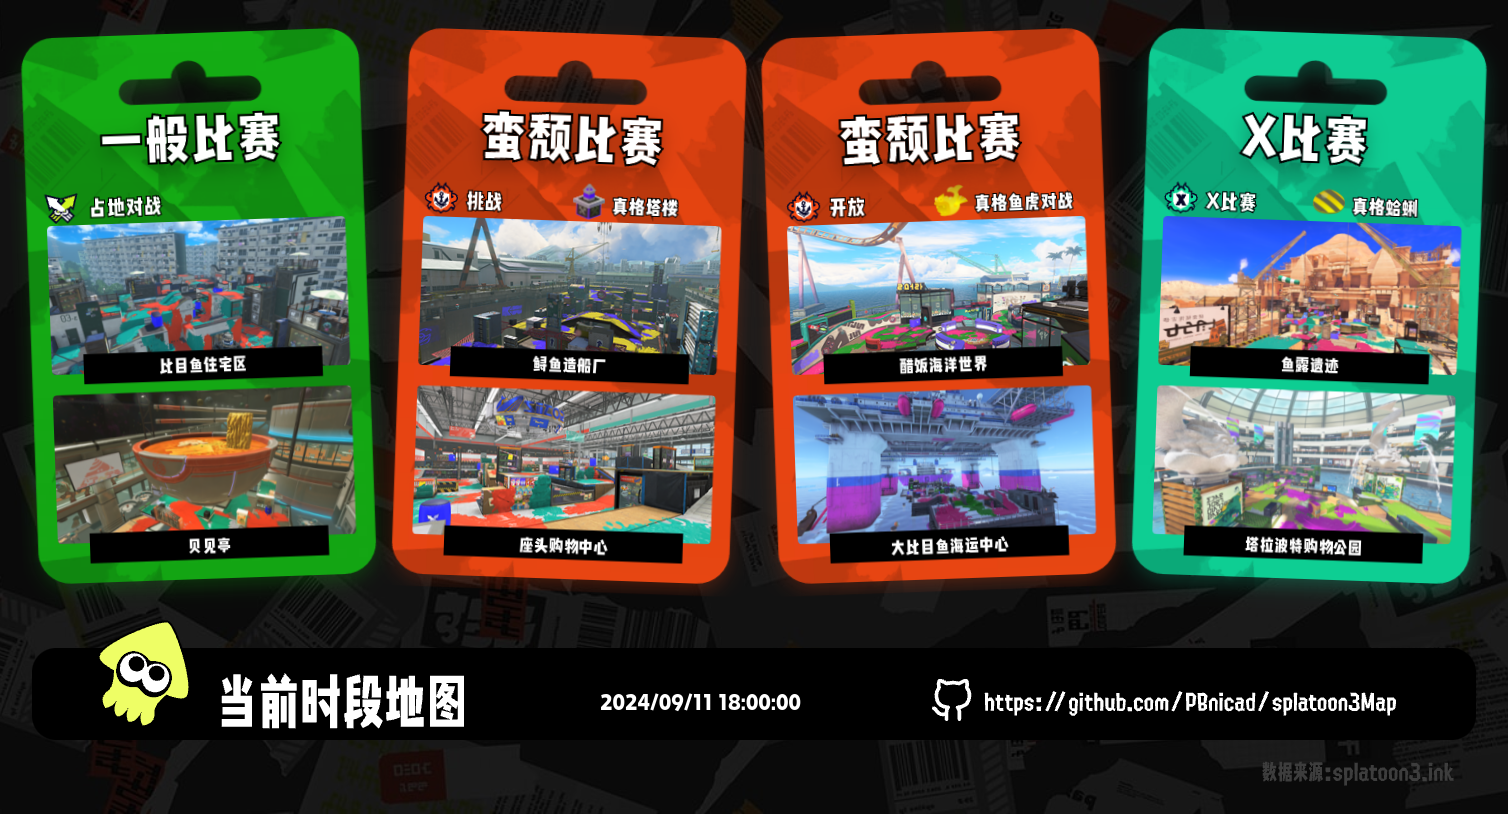 一般比赛
占地对战
比目鱼住宅区
贝见亭
蛮颓比赛
挑战
真格塔楼
鲟鱼造船厂
座头购物中心
蛮颓比赛
开放
真格鱼虎对战
醋饭海洋世界
大比目鱼海运中心
X比赛
X比赛
真格蛤蜊
鱼露遗迹
塔拉波特购物公园
当前时段地图
2024/09/11 18:00:00
https://github.com/PBnicad/splatoon3Map
数据来源:splatoon3.ink